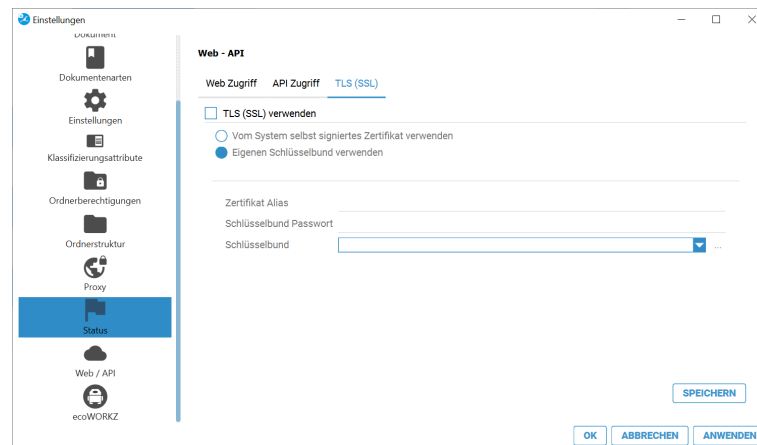 Einstellungen
Dokument
Dokumentenarten
Einstellungen
Klassifizierungsattribute
Ordnerberechtigungen
Ordnerstruktur
Proxy
Status
Web / API
ecoWORKZ
Web - API
Web Zugriff API Zugriff TLS (SSL)
TLS (SSL) verwenden
Vom System selbst signiertes Zertifikat verwenden
Eigenen Schlüsselbund verwenden
Zertifikat Alias
Schlüsselbund Passwort
Schlüsselbund ...
SPEICHERN
OK ABBRECHEN ANWENDEN